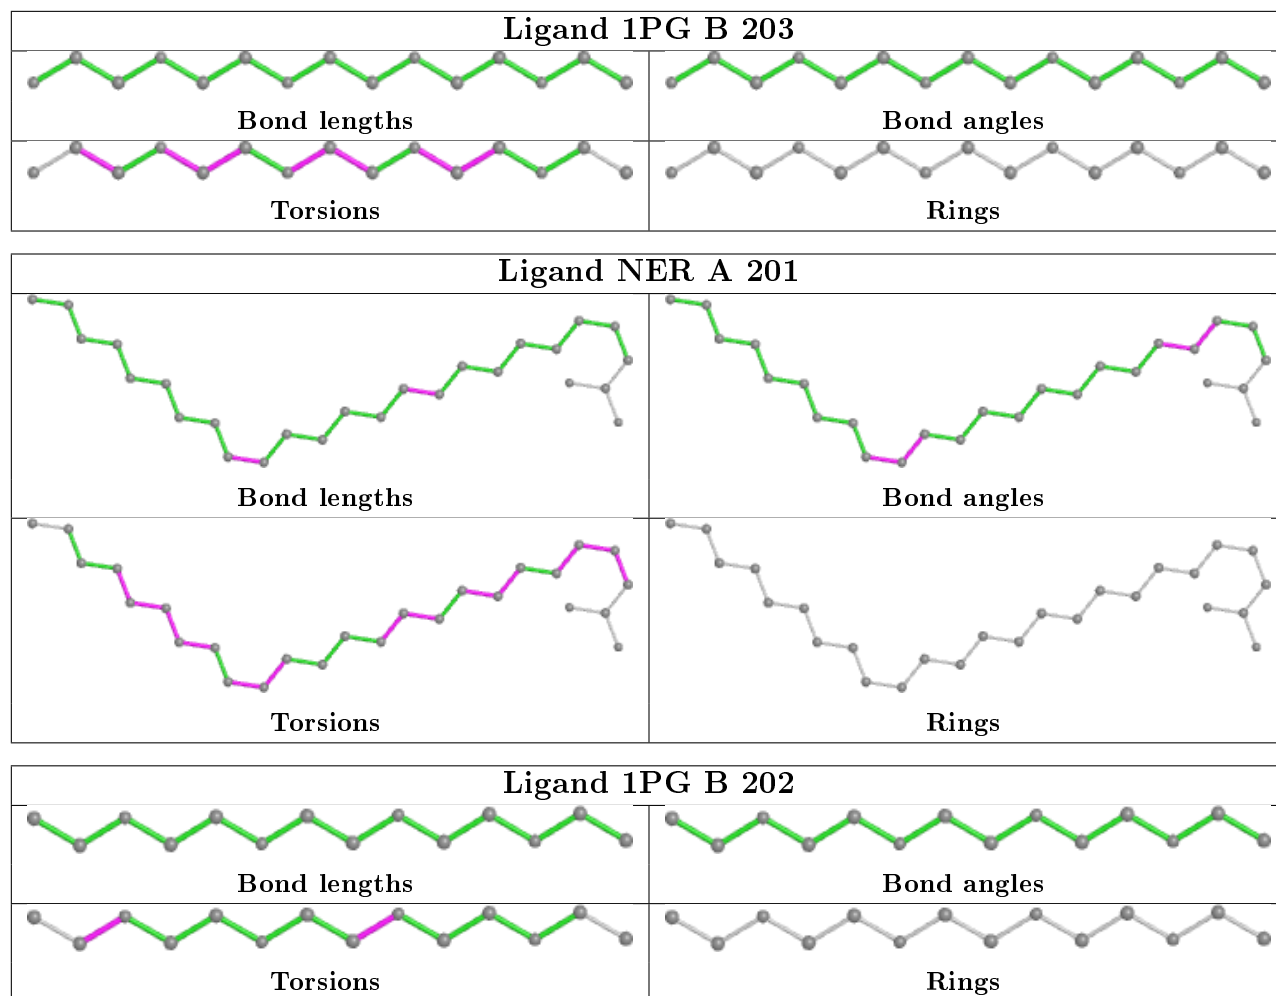 Ligand 1PG B 203
Bond lengths
Bond angles
Torsions
Rings
Ligand NER A 201
Bond lengths
Bond angles
Torsions
Rings
Ligand 1PG B 202
Bond lengths
Bond angles
Torsions
Rings